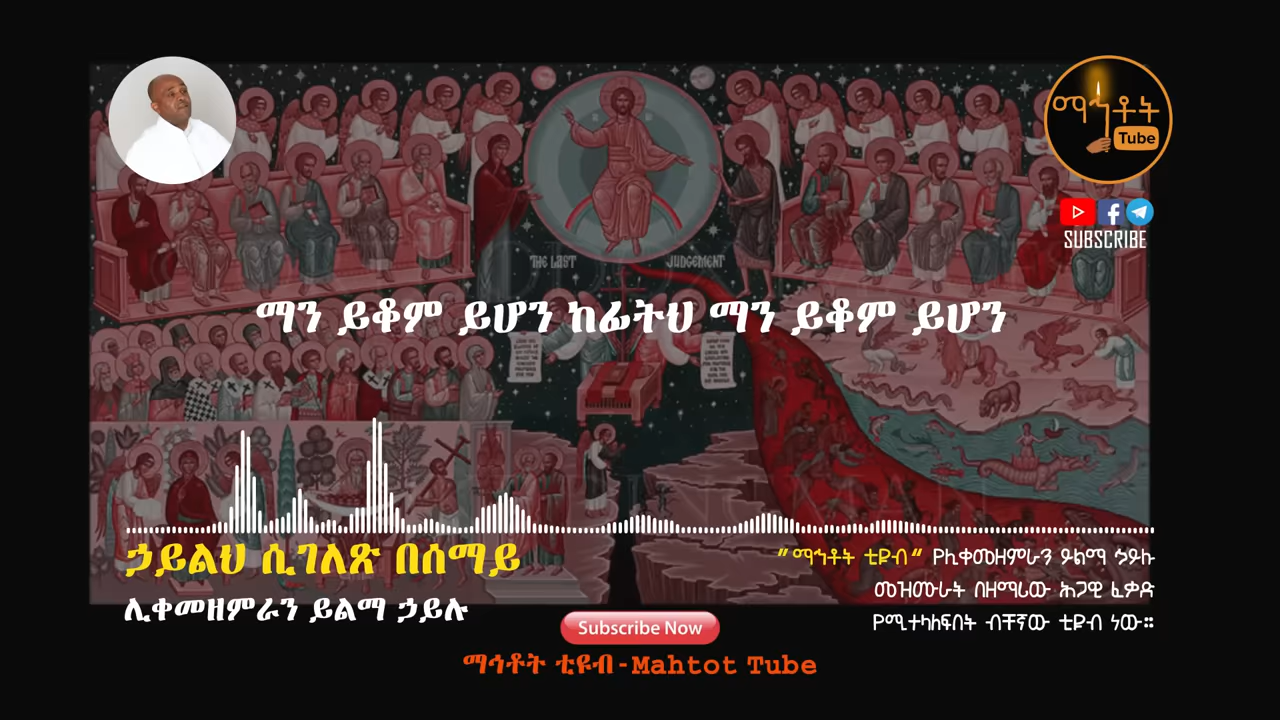 ማኅቶት
Tube
SUBSCRIBE
THE LAST JUDGEMENT
ማን ይቆም ይሆን ከፊትህ ማን ይቆም ይሆን
ኃይልህ ሲገለጽ በሰማይ
ሊቀመዘምራን ይልማ ኃይሉ
"ማኅቶት ቲዩብ" የሊቀመዘምራን ይልማ ኃይሉ
መዝሙራት በዘማሪው ሕጋዊ ፈቃድ
የሚተላለፍበት ብቸኛው ቲዩብ ነው።
Subscribe Now
ማኅቶት ቲዩብ-Mahtot Tube